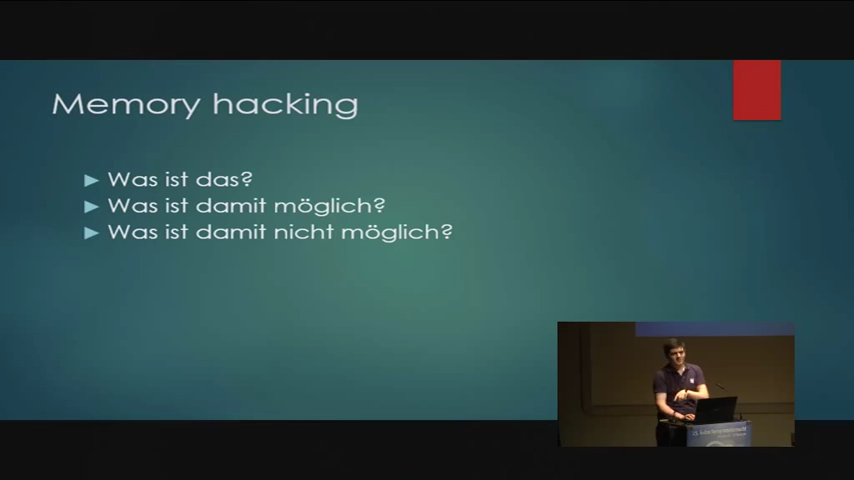 Memory hacking
Was ist das?
Was ist damit möglich?
Was ist damit nicht möglich?